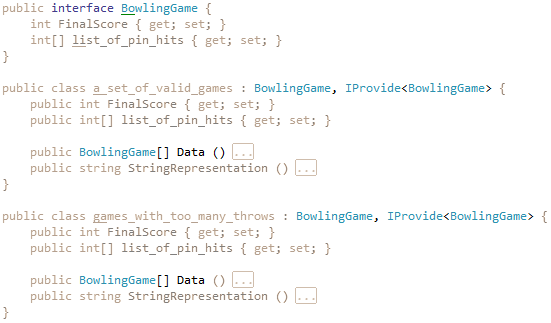 public interface BowlingGame {
    int FinalScore { get; set; }
    int[] list_of_pin_hits { get; set; }
}
public class a_set_of_valid_games : BowlingGame, IProvide<BowlingGame> {
    public int FinalScore { get; set; }
    public int[] list_of_pin_hits { get; set; }
    public BowlingGame[] Data () ...
    public string StringRepresentation () ...
}
public class games_with_too_many_throws : BowlingGame, IProvide<BowlingGame> {
    public int FinalScore { get; set; }
    public int[] list_of_pin_hits { get; set; }
    public BowlingGame[] Data () ...
    public string StringRepresentation () ...
}